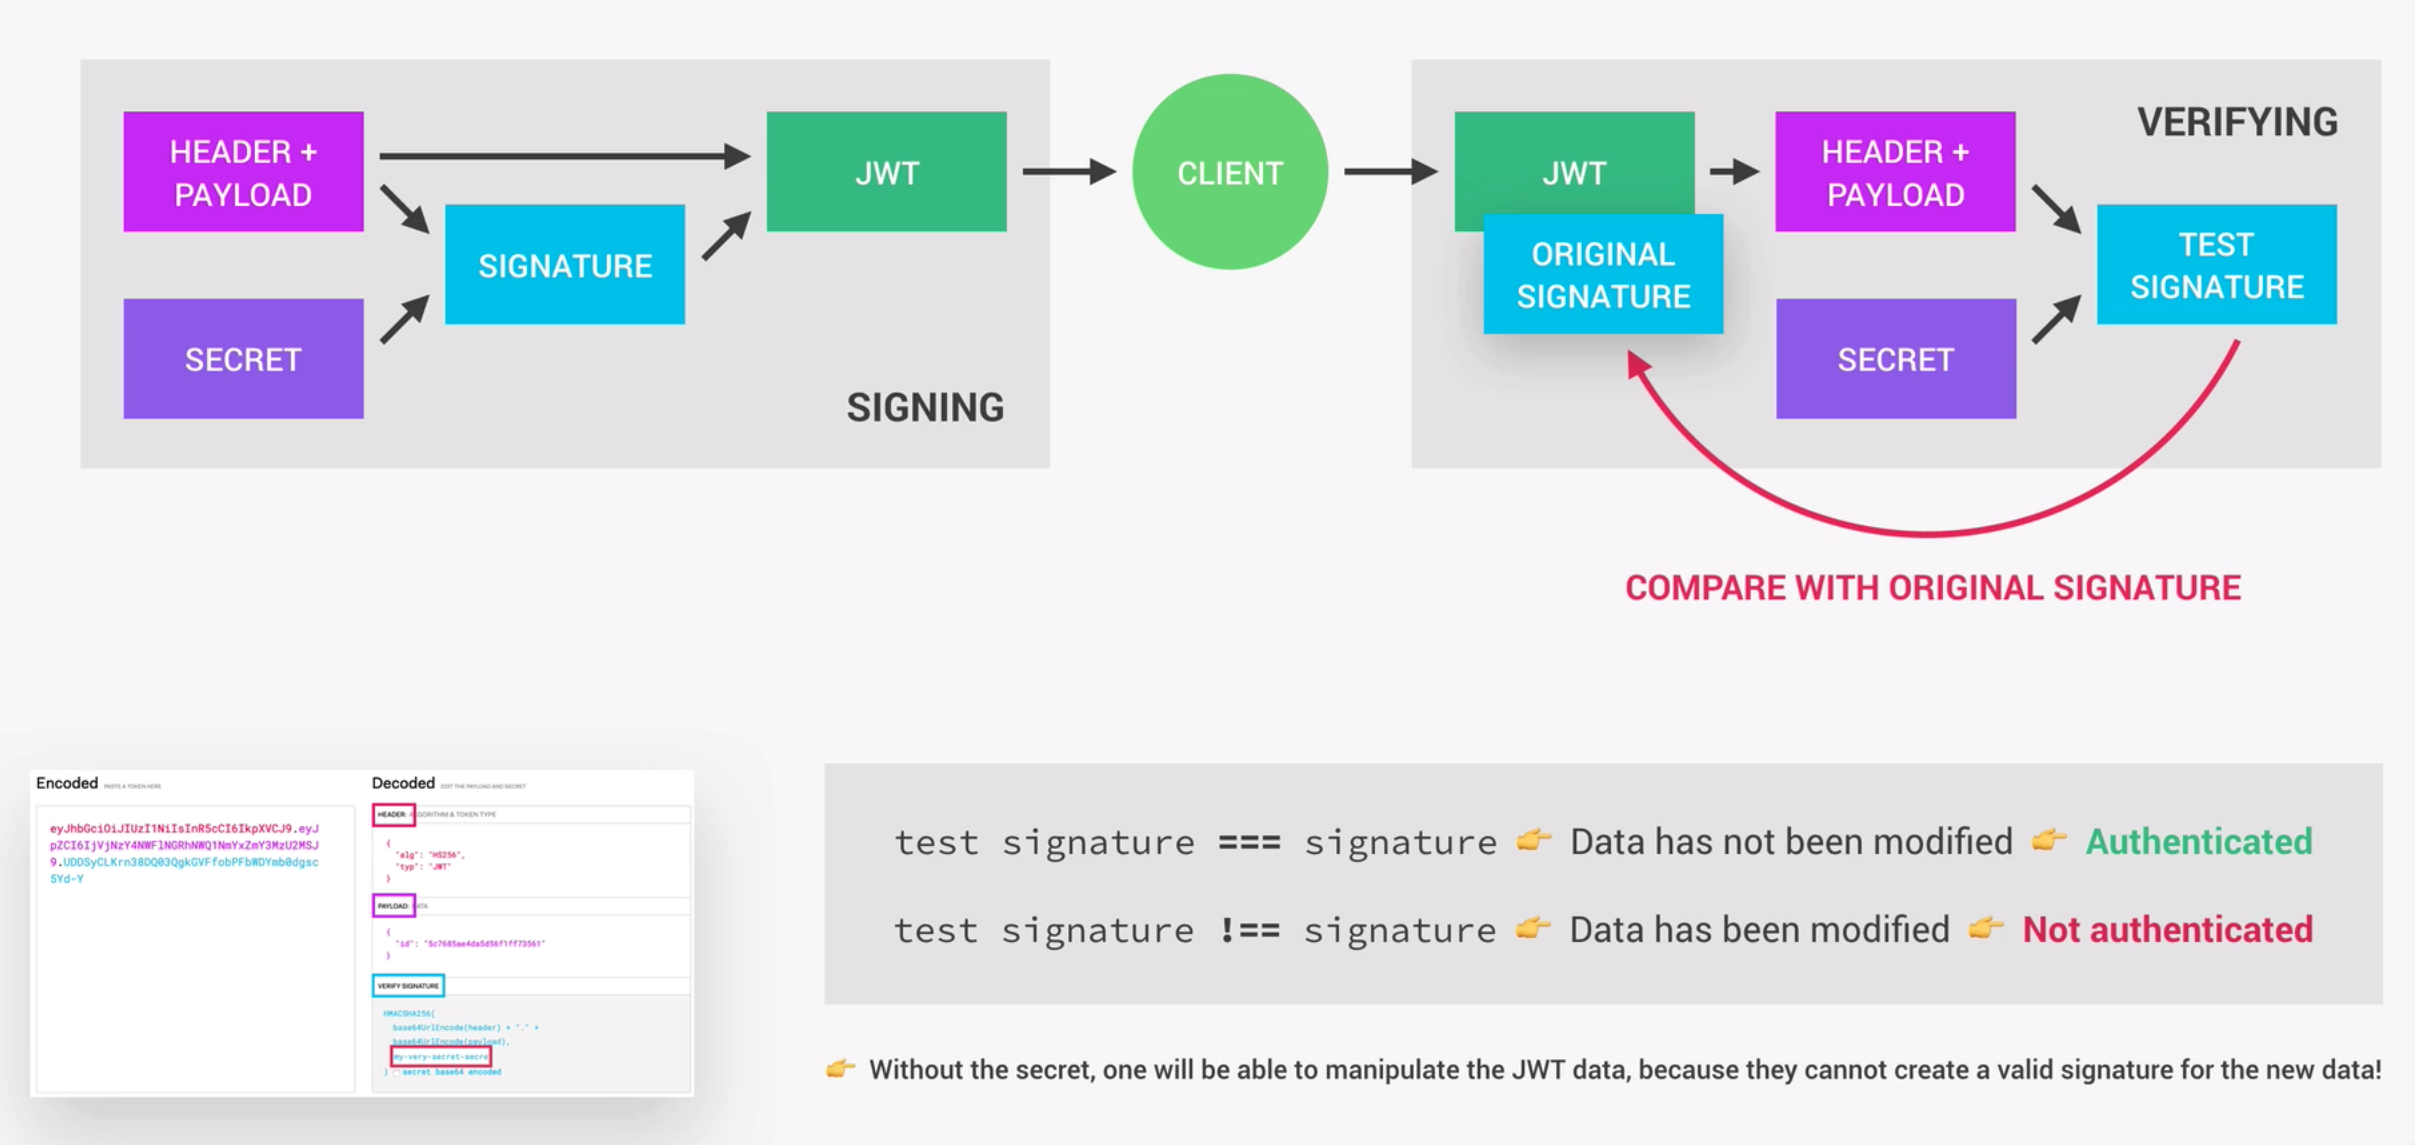 HEADER +
PAYLOAD
SECRET
SIGNATURE
JWT
SIGNING
CLIENT
JWT
ORIGINAL
SIGNATURE
HEADER +
PAYLOAD
SECRET
VERIFYING
TEST
SIGNATURE
COMPARE WITH ORIGINAL SIGNATURE
Encoded PASTE A TOKEN HERE
eyJhbGciOiJIUzI1NiIsInR5cCI6IkpXVCJ9.eyJ
pZCI6IjVjNzY4NWFlNGRhNWQ1NmYxZmY3MzU2MSJ
9.UDDSyCLKrn38DQ03QgkGVFfobPFbWDYmb0dgsc
5Yd-Y
Decoded EDIT THE PAYLOAD AND SECRET
HEADER: ALGORITHM & TOKEN TYPE
{
"alg": "HS256",
"typ": "JWT"
}
PAYLOAD: DATA
{
"id": "5c7685ae4da5d56f1ff73561"
}
VERIFY SIGNATURE
HMACSHA256(
base64UrlEncode(header) + "." +
base64UrlEncode(payload),
my-very-secret-secre
) secret base64 encoded
test signature === signature 👉 Data has not been modified 👉 Authenticated
test signature !== signature 👉 Data has been modified 👉 Not authenticated
👉 Without the secret, one will be able to manipulate the JWT data, because they cannot create a valid signature for the new data!